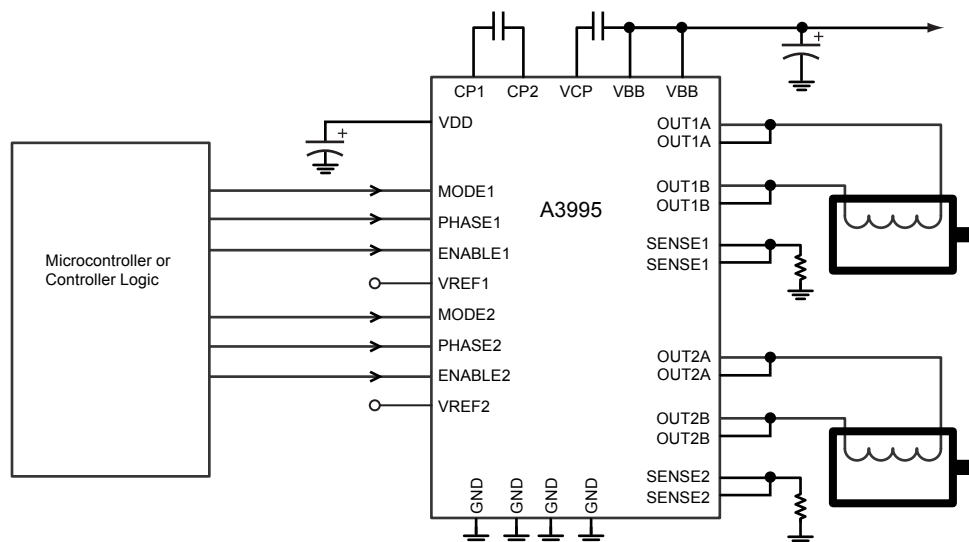 CP1 CP2 VCP VBB VBB
VDD
MODE1
PHASE1
ENABLE1
VREF1
MODE2
PHASE2
ENABLE2
VREF2
A3995
OUT1A
OUT1A
OUT1B
OUT1B
SENSE1
SENSE1
OUT2A
OUT2A
OUT2B
OUT2B
SENSE2
SENSE2
GND
GND
GND
GND
Microcontroller or
Controller Logic
+
+